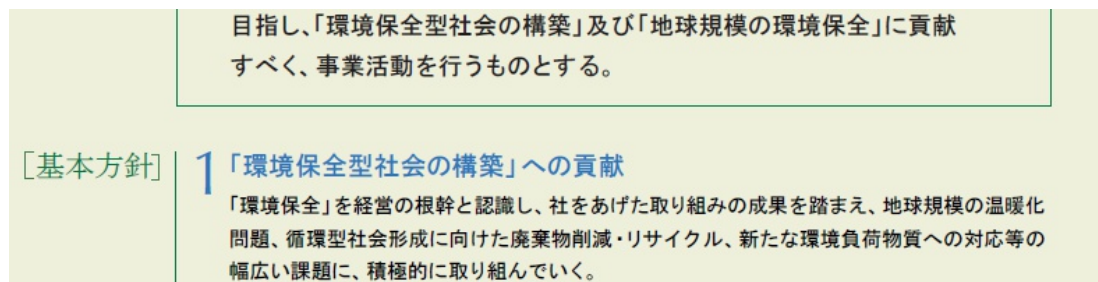 目指し、「環境保全型社会の構築」及び「地球規模の環境保全」に貢献
すべく、事業活動を行うものとする。
[基本方針]
1 「環境保全型社会の構築」への貢献
「環境保全」を経営の根幹と認識し、社をあげた取り組みの成果を踏まえ、地球規模の温暖化
問題、循環型社会形成に向けた廃棄物削減・リサイクル、新たな環境負荷物質への対応等の
幅広い課題に、積極的に取り組んでいく。